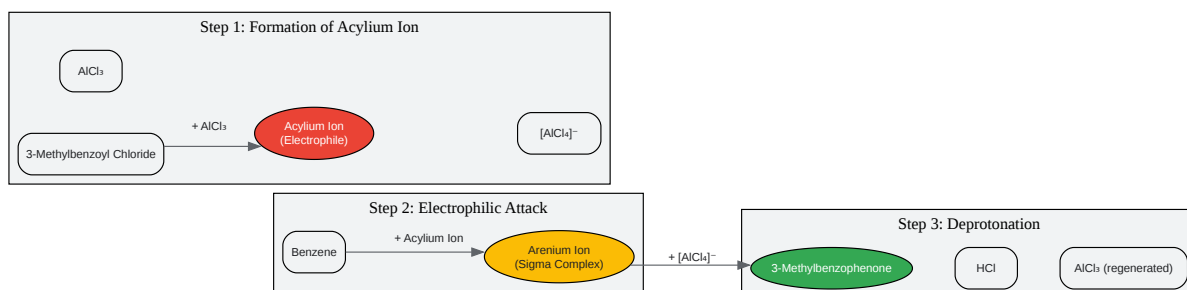 Step 1: Formation of Acylium Ion
AlCl₃
+ AlCl₃
3-Methylbenzoyl Chloride
Acylium Ion
(Electrophile)
[AlCl₄]⁻
Step 2: Electrophilic Attack
Benzene
+ Acylium Ion
Arenium Ion
(Sigma Complex)
+ [AlCl₄]⁻
Step 3: Deprotonation
3-Methylbenzophenone
HCl
AlCl₃ (regenerated)